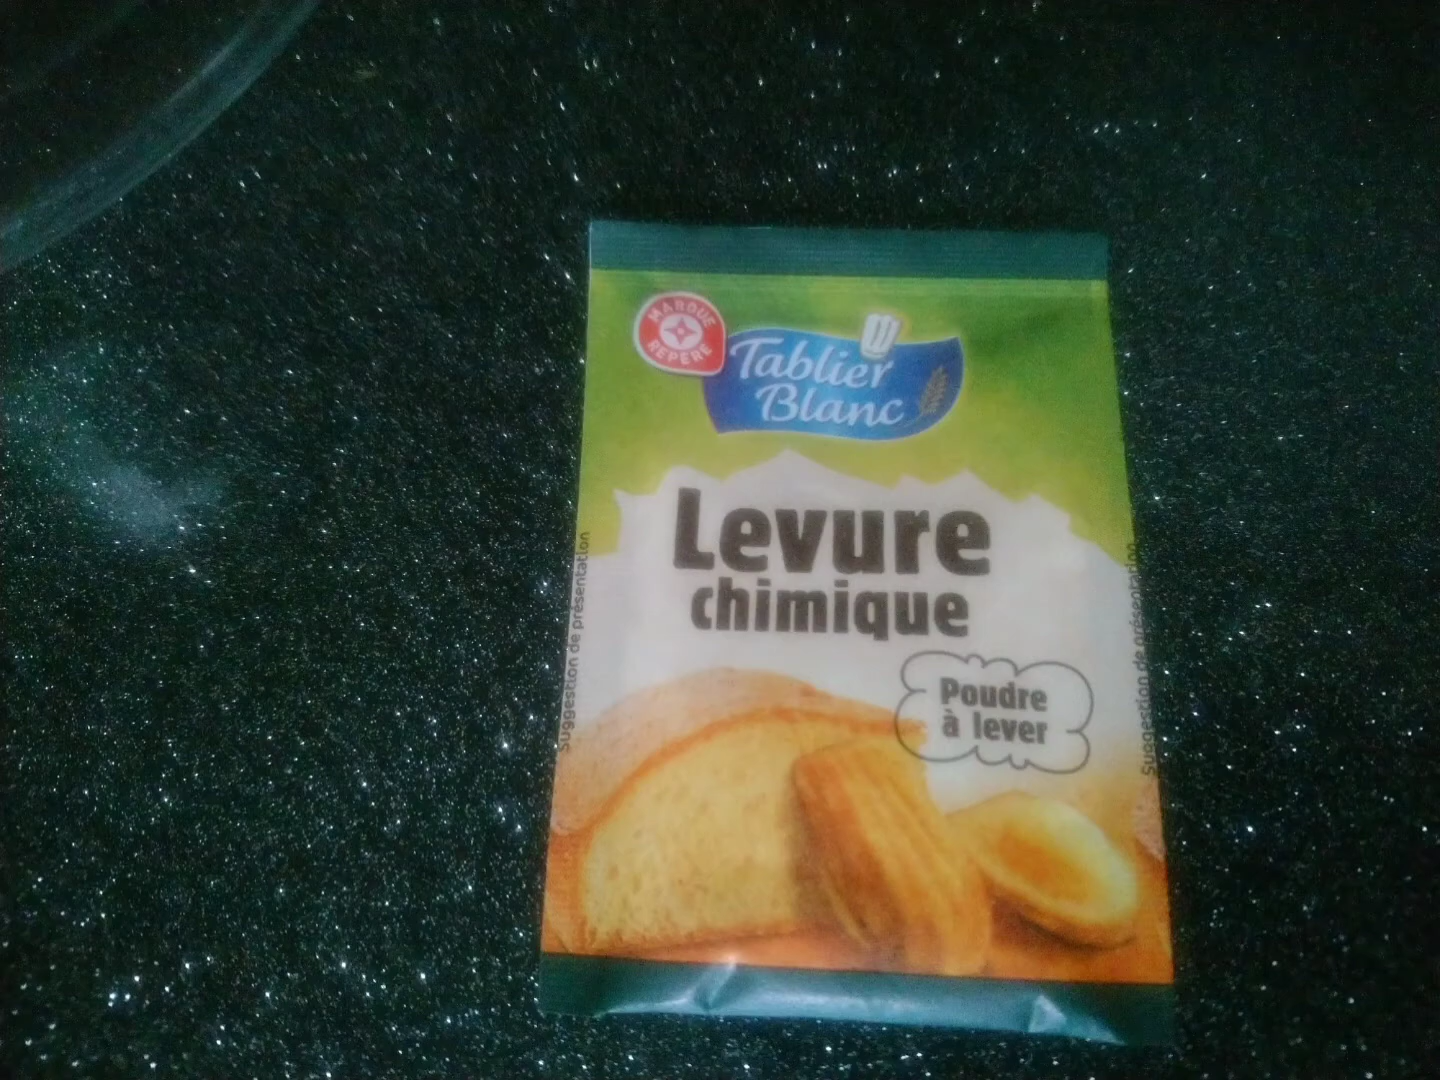 MARQUE
REPÈRE
Tablier
Blanc
Levure
chimique
Poudre
à lever
Suggestion de présentation
Suggestion de présentation